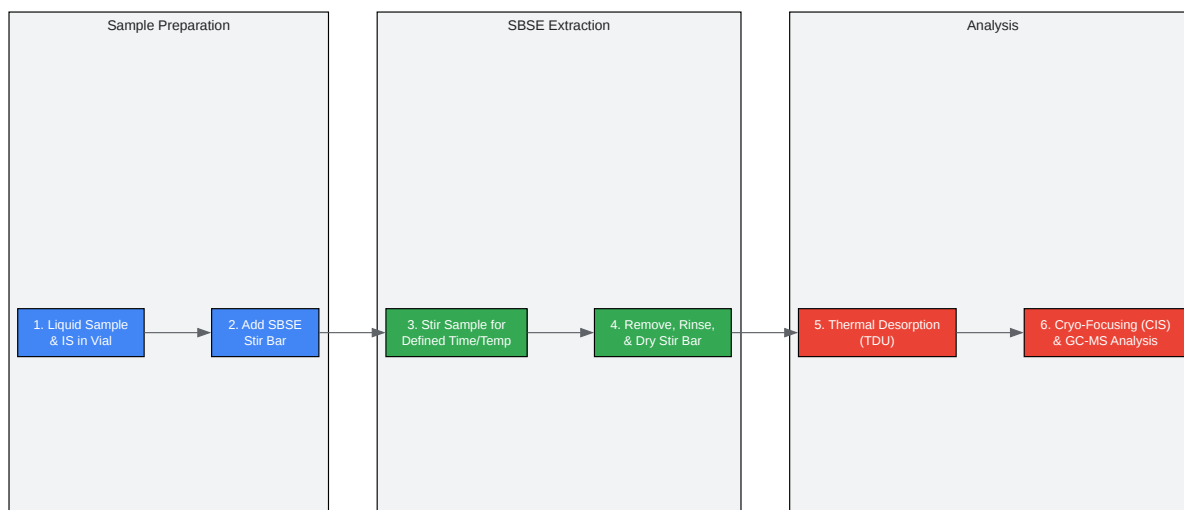 Sample Preparation
1. Liquid Sample
& IS in Vial
2. Add SBSE
Stir Bar
SBSE Extraction
3. Stir Sample for
Defined Time/Temp
4. Remove, Rinse,
& Dry Stir Bar
Analysis
5. Thermal Desorption
(TDU)
6. Cryo-Focusing (CIS)
& GC-MS Analysis